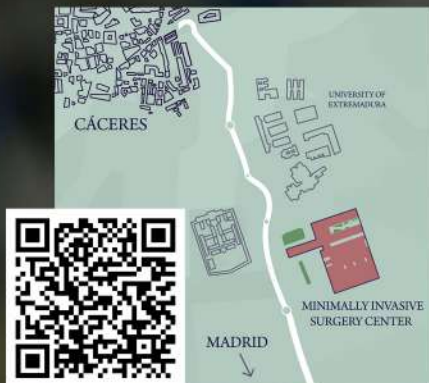 UNIVERSITY OF
EXTREMADURA
CÁCERES
MINIMALLY INVASIVE
SURGERY CENTER
MADRID